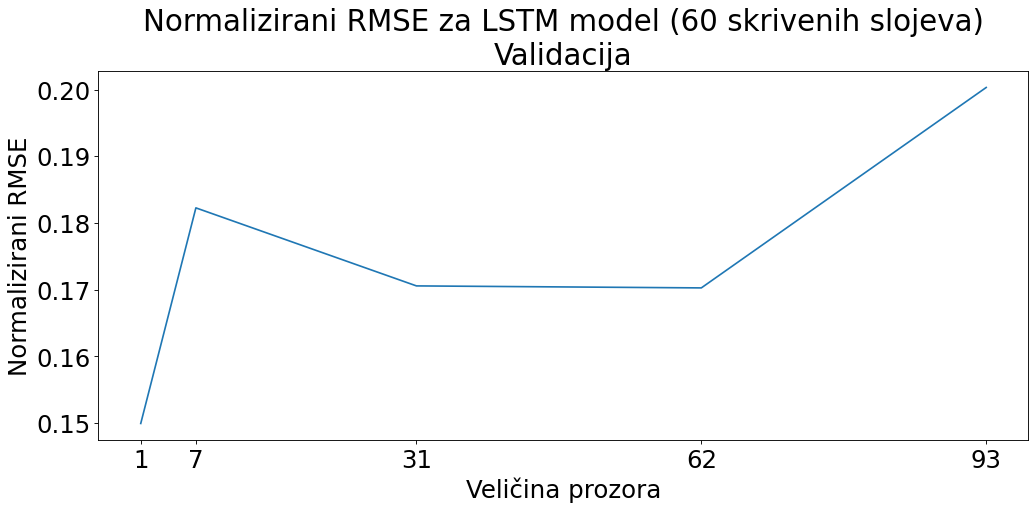 Normalizirani RMSE za LSTM model (60 skrivenih slojeva)
Validacija
Normalizirani RMSE
0.20
0.19
0.18
0.17
0.16
0.15
1 7 31 62 93
Veličina prozora